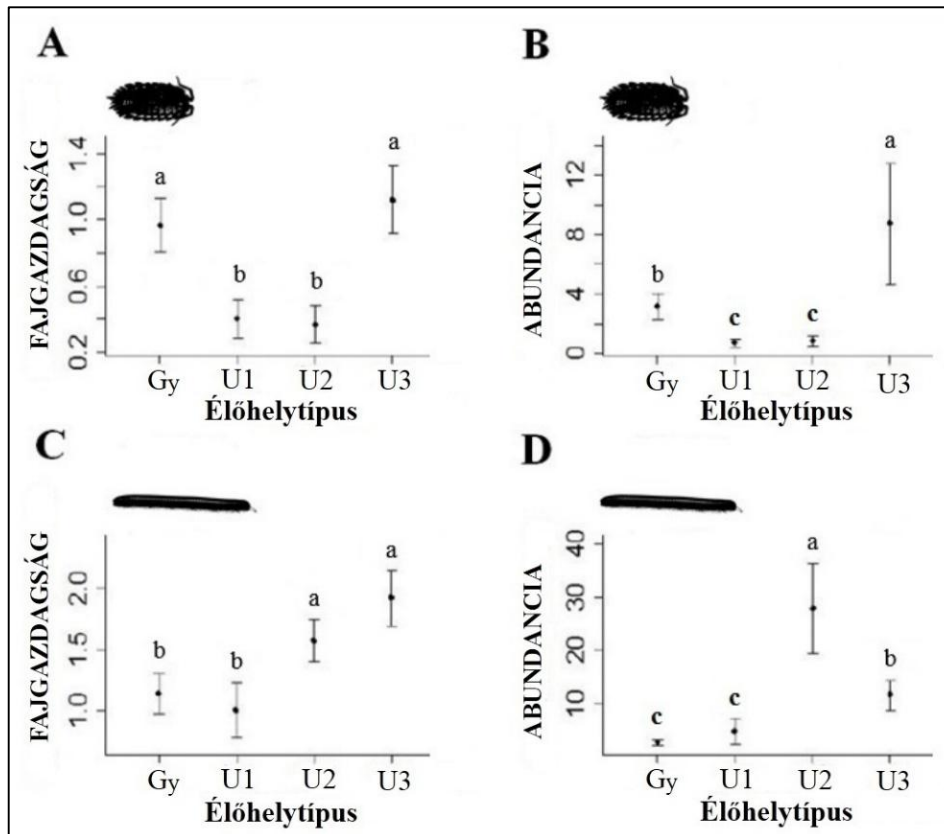 A
FAJGAZDAGSÁG
1.4
1.0
0.6
0.2
a
b
b
a
Gy U1 U2 U3
Élőhelytípus
B
ABUNDANCIA
12
8
4
0
b
c
c
a
Gy U1 U2 U3
Élőhelytípus
C
FAJGAZDAGSÁG
2.0
1.5
1.0
b
b
a
a
Gy U1 U2 U3
Élőhelytípus
D
ABUNDANCIA
40
30
20
10
c
c
a
b
Gy U1 U2 U3
Élőhelytípus